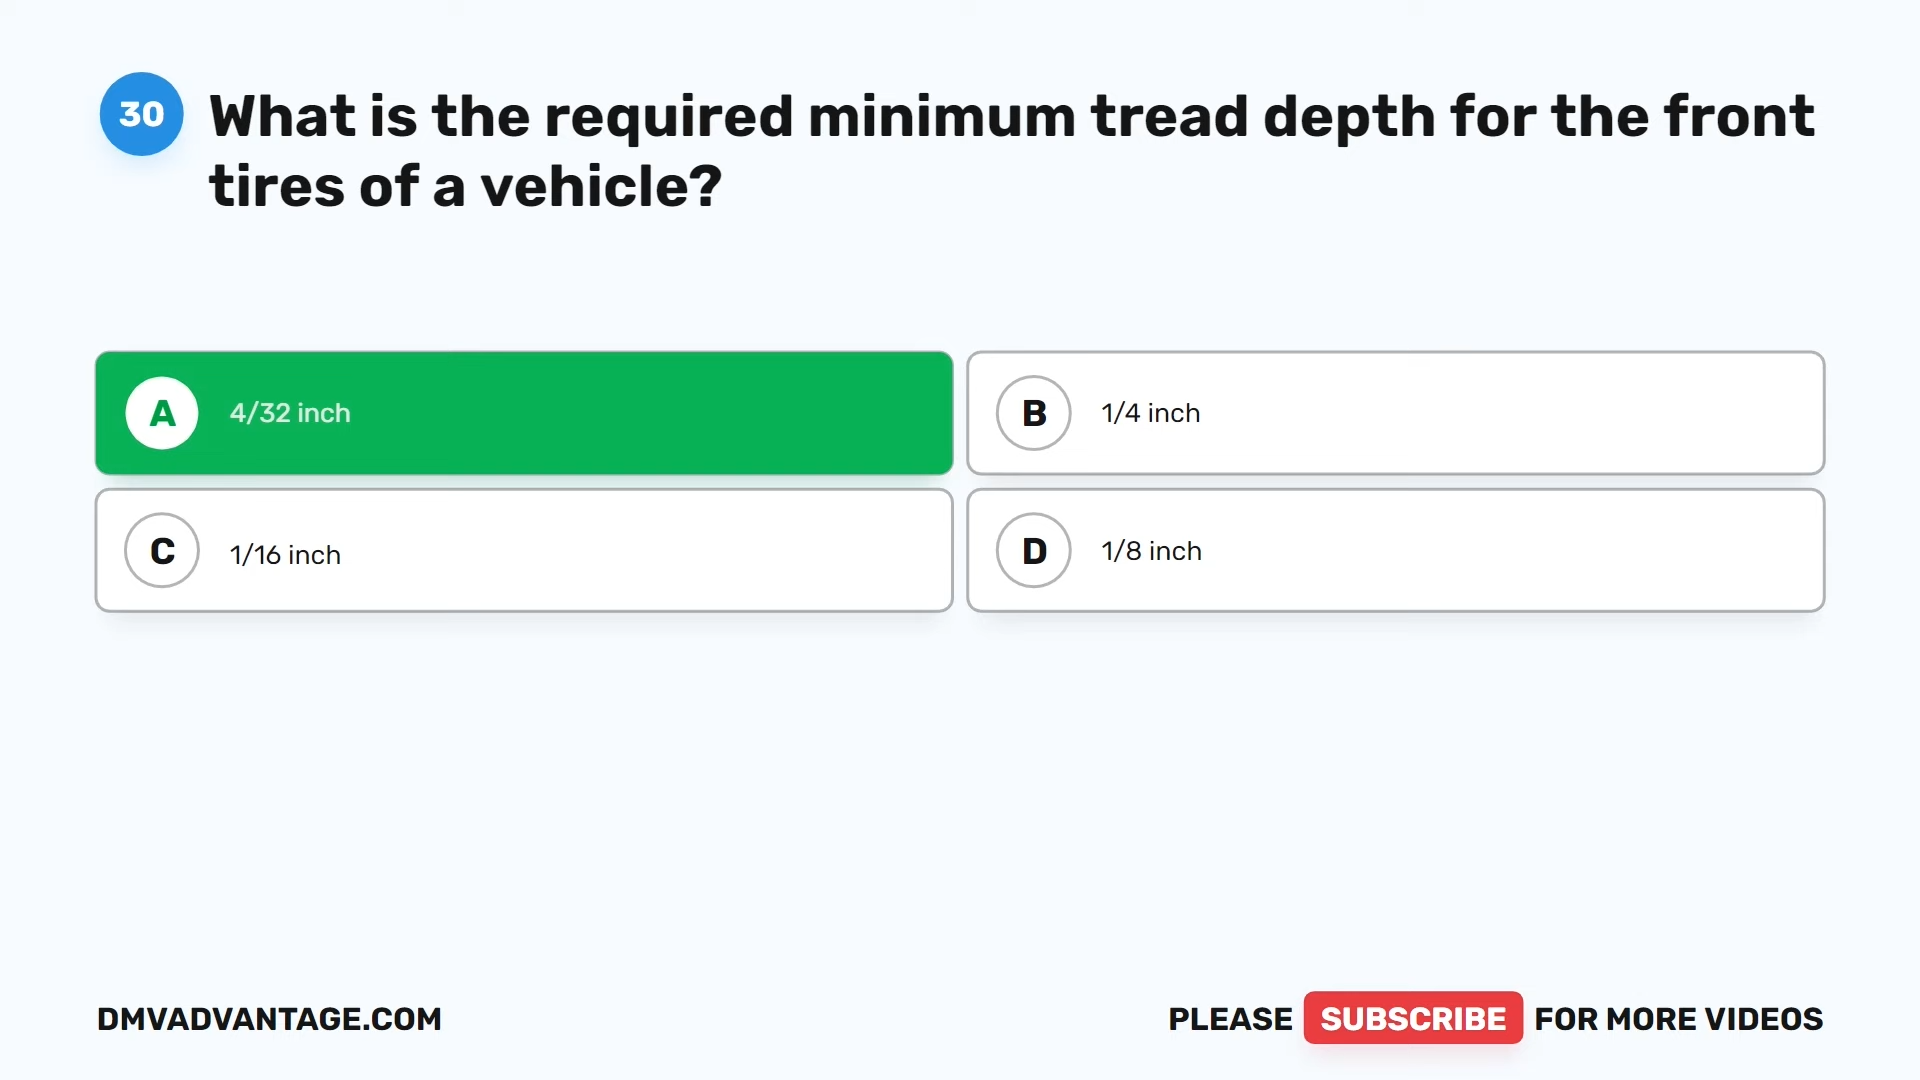 30
What is the required minimum tread depth for the front
tires of a vehicle?
A 4/32 inch
B 1/4 inch
C 1/16 inch
D 1/8 inch
DMVADVANTAGE.COM
PLEASE SUBSCRIBE FOR MORE VIDEOS